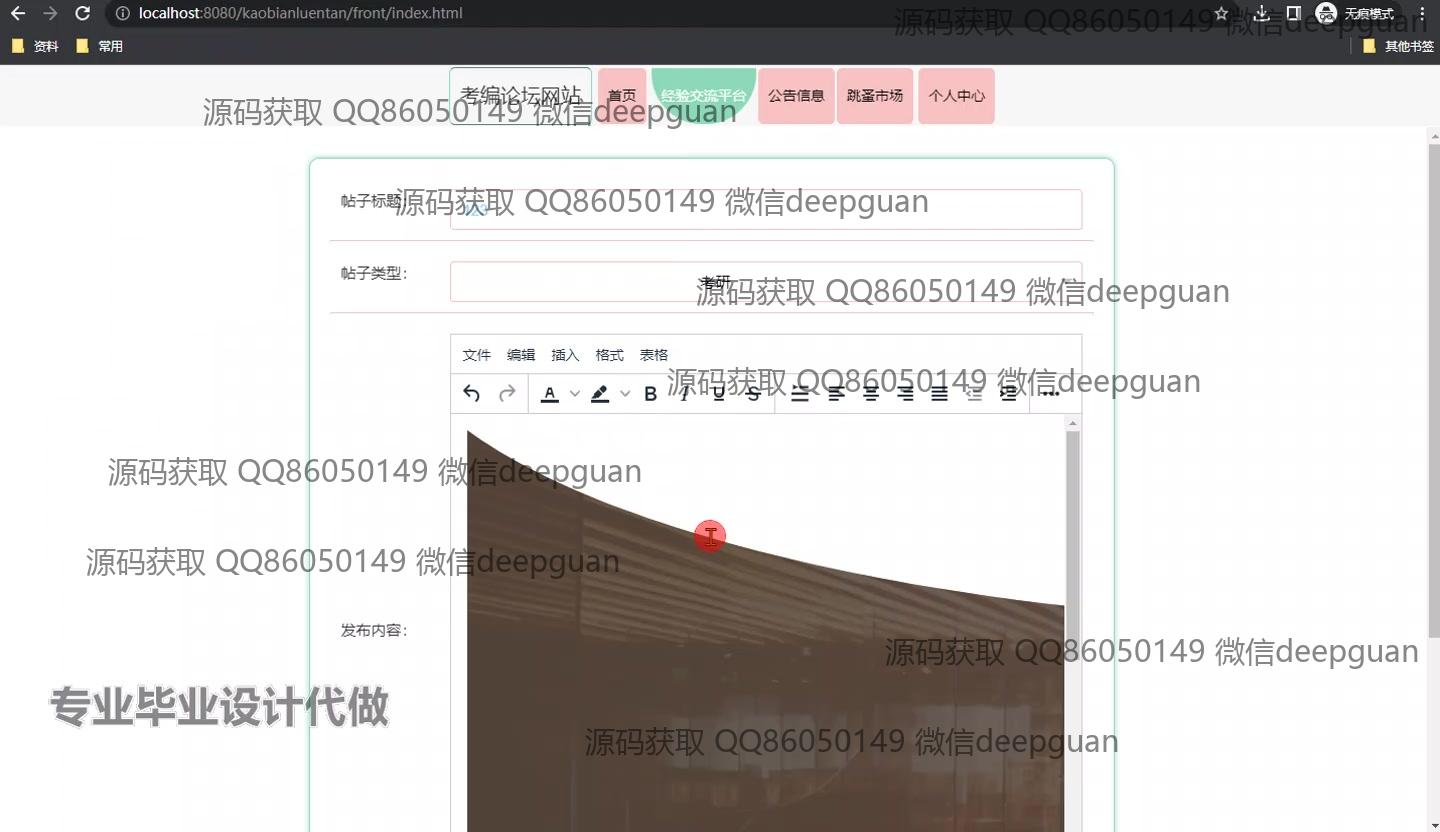 localhost:8080/kaobianluentan/front/index.html
无痕模式
源码获取 QQ86050149 微信deepguan
资料 常用 其他书签
考编论坛网站 首页 经验交流平台 公告信息 跳蚤市场 个人中心
源码获取 QQ86050149 微信deepguan
帖子标题:
源码获取 QQ86050149 微信deepguan
帖子类型: 考研
源码获取 QQ86050149 微信deepguan
文件 编辑 插入 格式 表格
源码获取 QQ86050149 微信deepguan
A B I U S
源码获取 QQ86050149 微信deepguan
源码获取 QQ86050149 微信deepguan
发布内容:
源码获取 QQ86050149 微信deepguan
专业毕业设计代做
源码获取 QQ86050149 微信deepguan